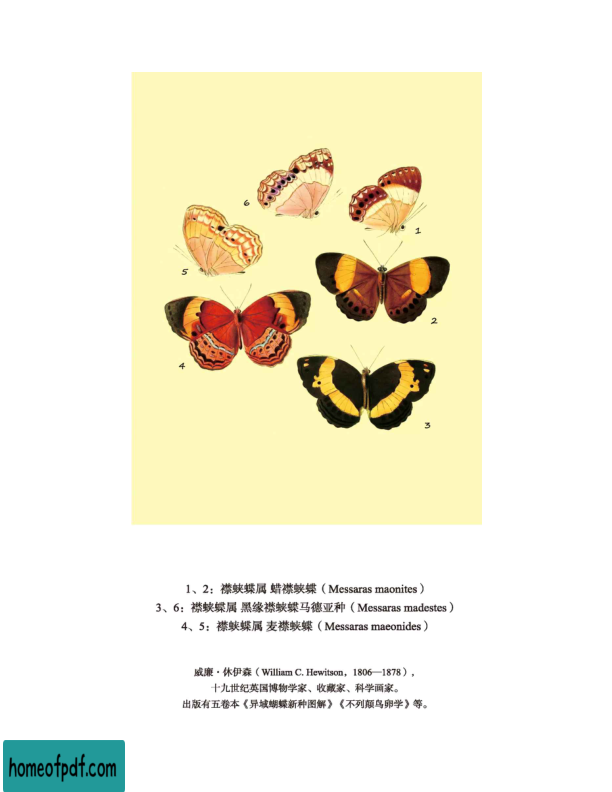 6
1
5
2
4
3
1、2：襟蛱蝶属 蜡襟蛱蝶（Messaras maonites）
3、6：襟蛱蝶属 黑缘襟蛱蝶马德亚种（Messaras madestes）
4、5：襟蛱蝶属 麦襟蛱蝶（Messaras maeonides）
威廉·休伊森（William C. Hewitson，1806—1878），
十九世纪英国博物学家、收藏家、科学画家。
出版有五卷本《异域蝴蝶新种图解》《不列颠鸟卵学》等。
homeofpdf.com